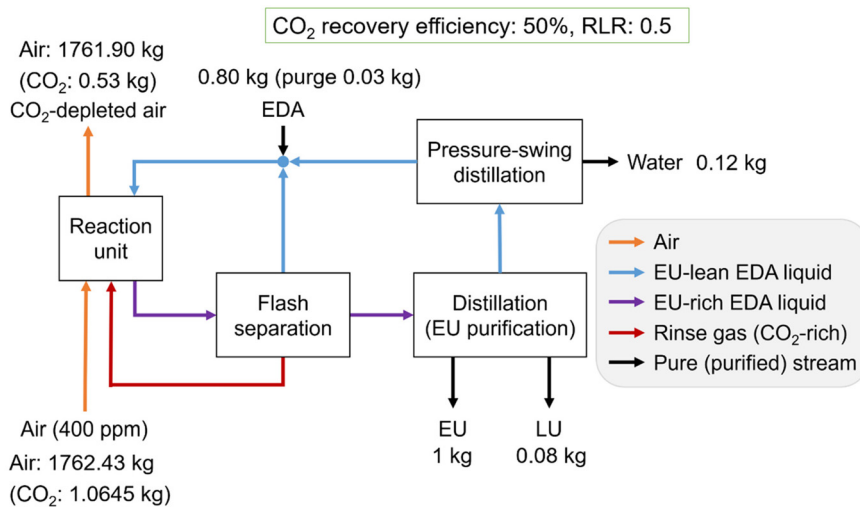 CO₂ recovery efficiency: 50%, RLR: 0.5
Air: 1761.90 kg
(CO₂: 0.53 kg)
CO₂-depleted air
0.80 kg (purge 0.03 kg)
EDA
Pressure-swing
distillation
Water 0.12 kg
Reaction
unit
Flash
separation
Distillation
(EU purification)
Air
EU-lean EDA liquid
EU-rich EDA liquid
Rinse gas (CO₂-rich)
Pure (purified) stream
Air (400 ppm)
Air: 1762.43 kg
(CO₂: 1.0645 kg)
EU
1 kg
LU
0.08 kg